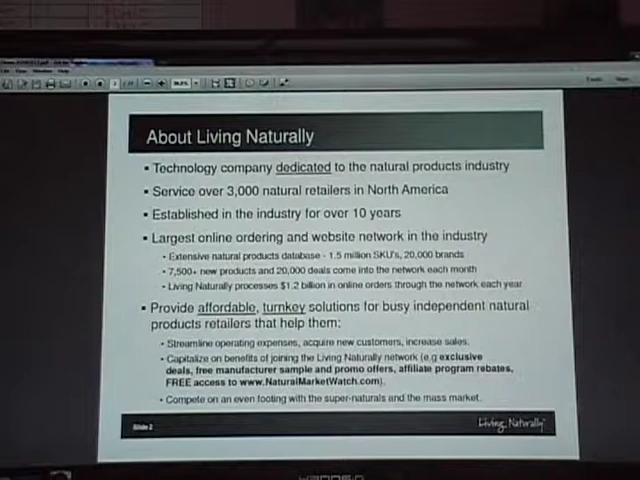 About Living Naturally
▪ Technology company dedicated to the natural products industry
▪ Service over 3,000 natural retailers in North America
▪ Established in the industry for over 10 years
▪ Largest online ordering and website network in the industry
• Extensive natural products database - 1.5 million SKU's, 20,000 brands
• 7,500+ new products and 20,000 deals come into the network each month
• Living Naturally processes $1.2 billion in online orders through the network each year
▪ Provide affordable, turnkey solutions for busy independent natural
products retailers that help them:
• Streamline operating expenses, acquire new customers, increase sales.
• Capitalize on benefits of joining the Living Naturally network (e.g exclusive
deals, free manufacturer sample and promo offers, affiliate program rebates,
FREE access to www.NaturalMarketWatch.com).
• Compete on an even footing with the super-naturals and the mass market.
Slide 2
Living Naturally